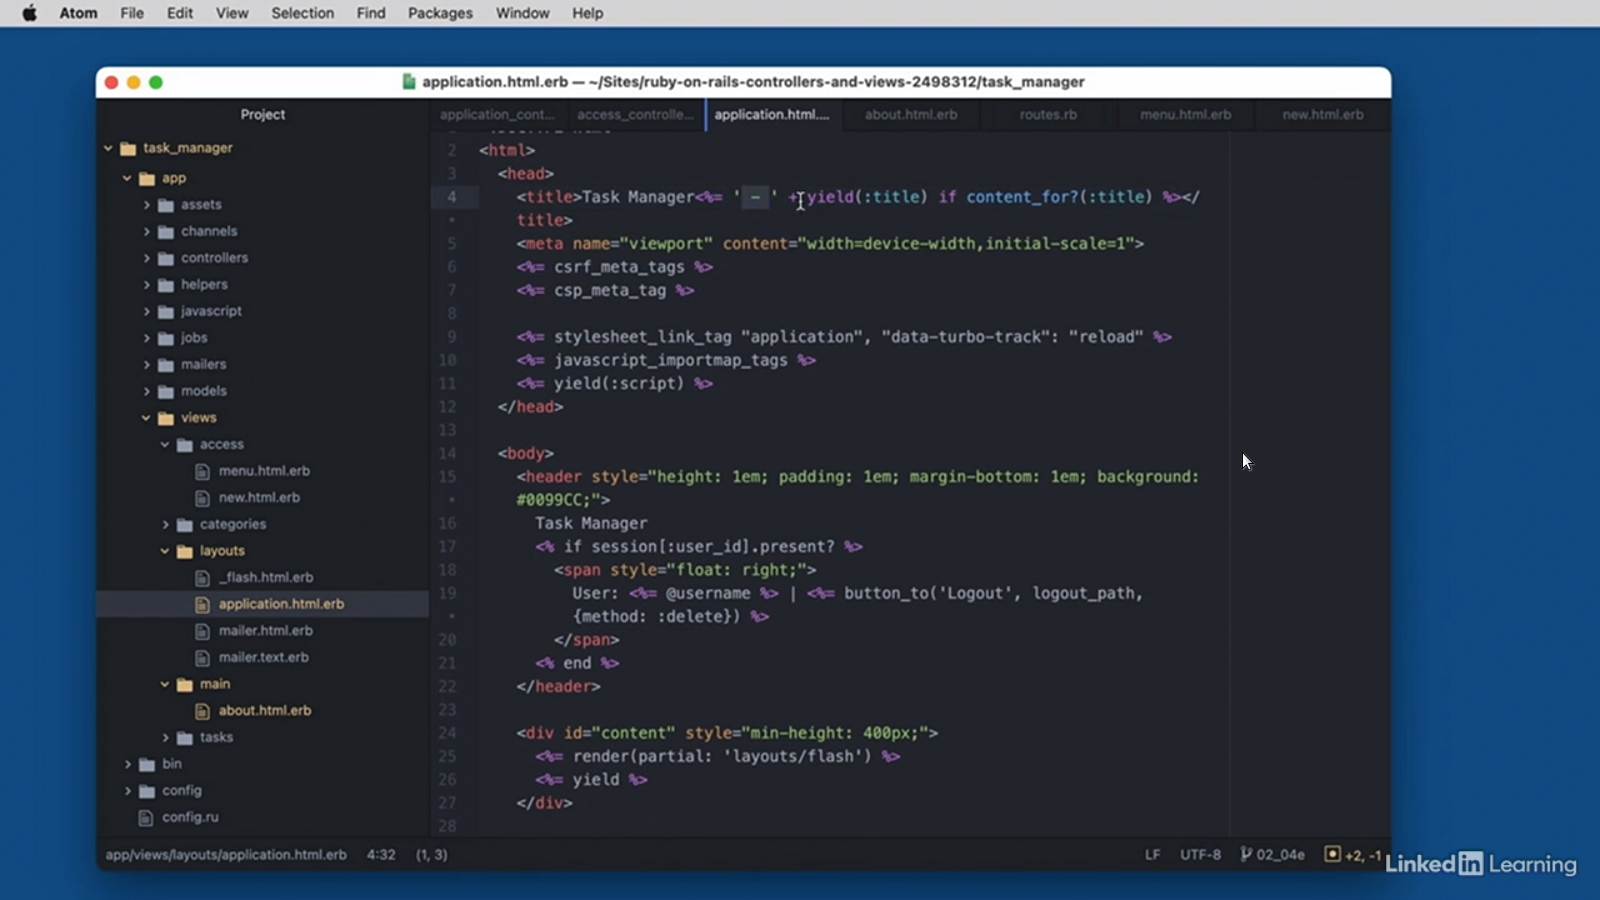 Atom File Edit View Selection Find Packages Window Help
application.html.erb — ~/Sites/ruby-on-rails-controllers-and-views-2498312/task_manager
Project
application_cont... access_controlle... application.html.... about.html.erb routes.rb menu.html.erb new.html.erb
task_manager
app
assets
channels
controllers
helpers
javascript
jobs
mailers
models
views
access
menu.html.erb
new.html.erb
categories
layouts
_flash.html.erb
application.html.erb
mailer.html.erb
mailer.text.erb
main
about.html.erb
tasks
bin
config
config.ru
2 <html>
3 <head>
4 <title>Task Manager<%= ' – ' + yield(:title) if content_for?(:title) %></
• title>
5 <meta name="viewport" content="width=device-width,initial-scale=1">
6 <%= csrf_meta_tags %>
7 <%= csp_meta_tag %>
8
9 <%= stylesheet_link_tag "application", "data-turbo-track": "reload" %>
10 <%= javascript_importmap_tags %>
11 <%= yield(:script) %>
12 </head>
13
14 <body>
15 <header style="height: 1em; padding: 1em; margin-bottom: 1em; background:
• #0099CC;">
16 Task Manager
17 <% if session[:user_id].present? %>
18 <span style="float: right;">
19 User: <%= @username %> | <%= button_to('Logout', logout_path,
• {method: :delete}) %>
20 </span>
21 <% end %>
22 </header>
23
24 <div id="content" style="min-height: 400px;">
25 <%= render(partial: 'layouts/flash') %>
26 <%= yield %>
27 </div>
28
app/views/layouts/application.html.erb 4:32 (1, 3) LF UTF-8 02_04e +2, -1
LinkedIn Learning